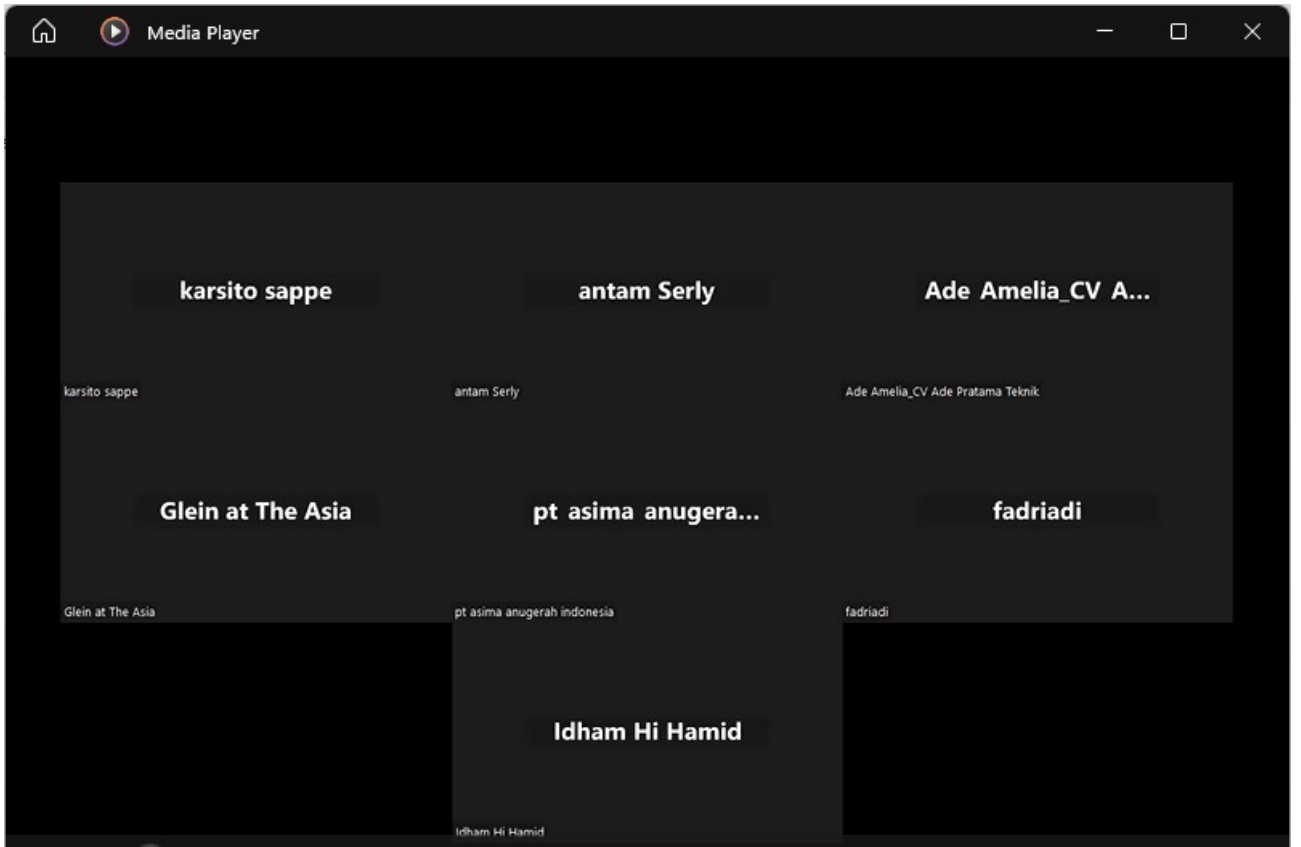 Media Player
karsito sappe
antam Serly
Ade Amelia_CV A...
karsito sappe
antam Serly
Ade Amelia_CV Ade Pratama Teknik
Glein at The Asia
pt asima anugera...
fadriadi
Glein at The Asia
pt asima anugerah indonesia
fadriadi
Idham Hi Hamid
Idham Hi Hamid